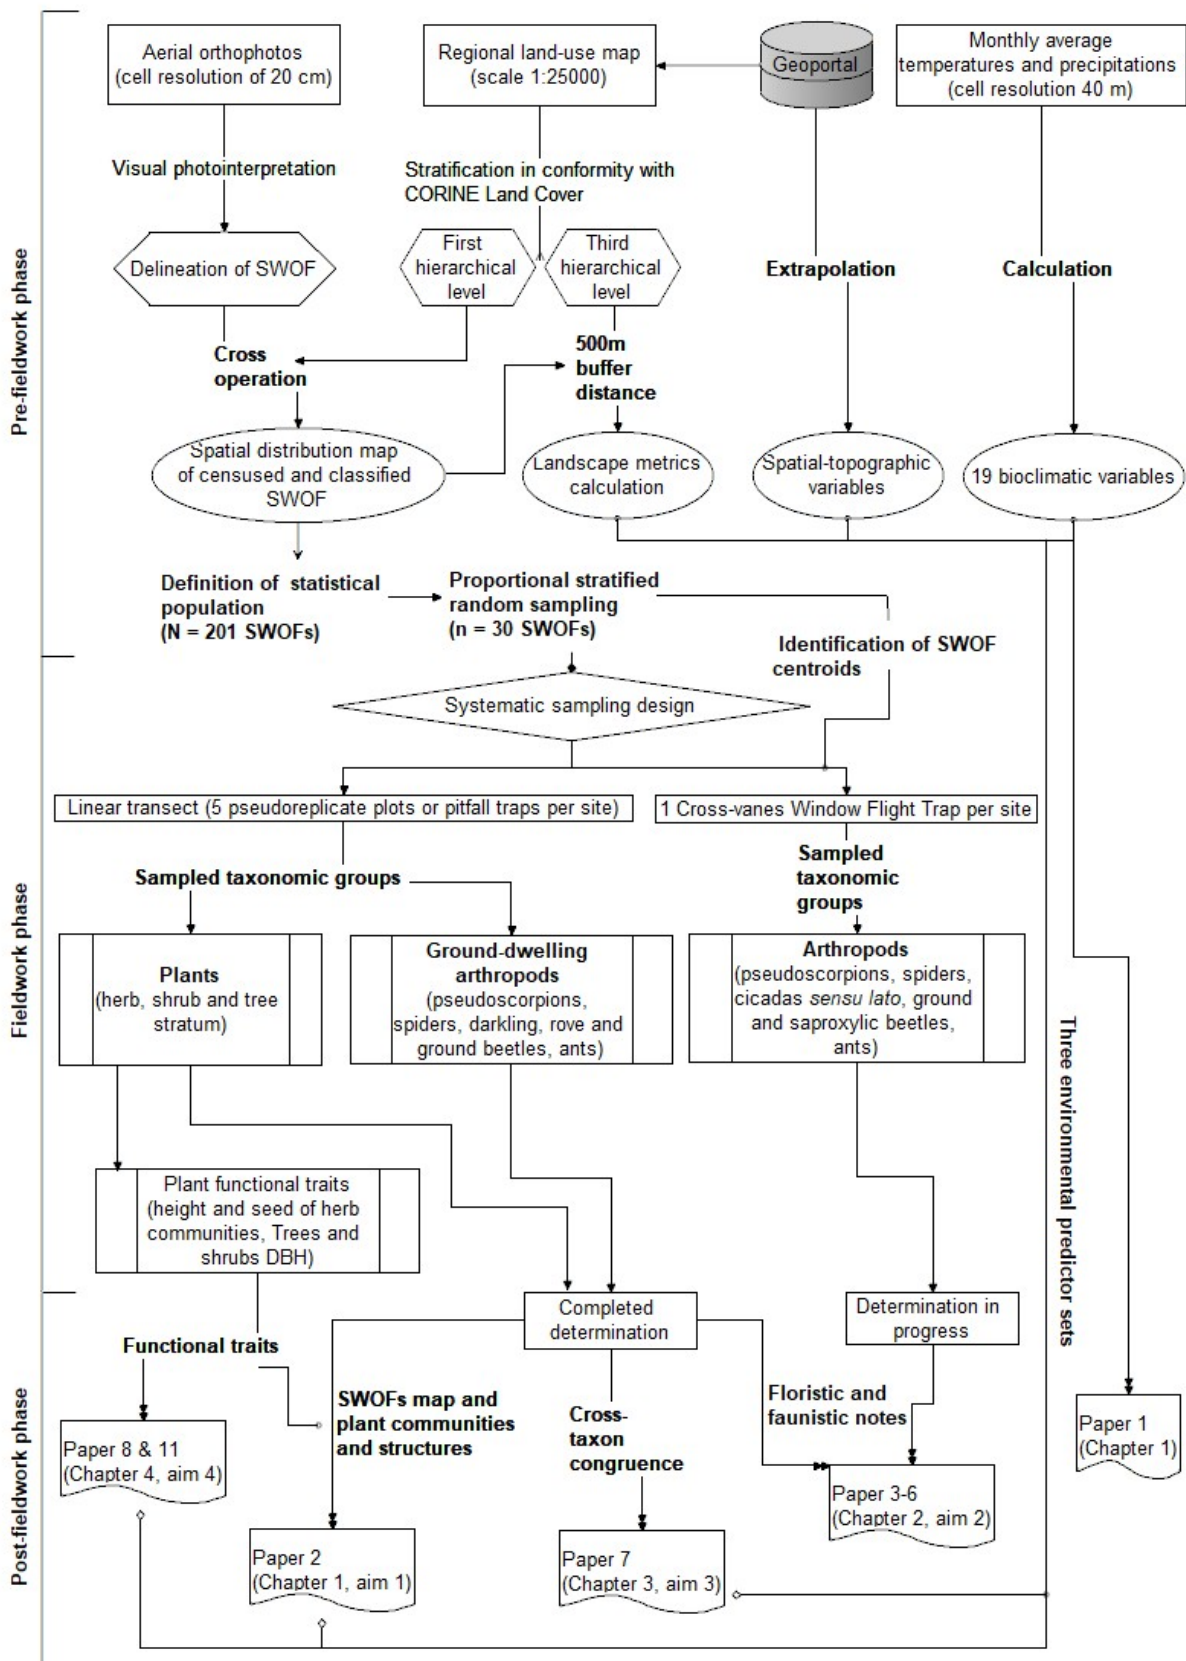 Pre-fieldwork phase
Aerial orthophotos
(cell resolution of 20 cm)
Regional land-use map
(scale 1:25000)
Geoportal
Monthly average
temperatures and precipitations
(cell resolution 40 m)
Visual photointerpretation
Stratification in conformity with
CORINE Land Cover
Delineation of SWOF
First
hierarchical
level
Third
hierarchical
level
Extrapolation
Calculation
Cross
operation
500m
buffer
distance
Spatial distribution map
of censused and classified
SWOF
Landscape metrics
calculation
Spatial-topographic
variables
19 bioclimatic variables
Definition of statistical
population
(N = 201 SWOFs)
Proportional stratified
random sampling
(n = 30 SWOFs)
Identification of SWOF
centroids
Fieldwork phase
Systematic sampling design
Linear transect (5 pseudoreplicate plots or pitfall traps per site)
1 Cross-vanes Window Flight Trap per site
Sampled taxonomic groups
Sampled
taxonomic
groups
Plants
(herb, shrub and tree
stratum)
Ground-dwelling
arthropods
(pseudoscorpions,
spiders, darkling, rove and
ground beetles, ants)
Arthropods
(pseudoscorpions, spiders,
cicadas sensu lato, ground
and saproxylic beetles,
ants)
Three environmental predictor sets
Plant functional traits
(height and seed of herb
communities, Trees and
shrubs DBH)
Post-fieldwork phase
Completed
determination
Determination in
progress
Functional traits
SWOFs map and
plant communities
and structures
Cross-
taxon
congruence
Floristic and
faunistic notes
Paper 8 & 11
(Chapter 4, aim 4)
Paper 2
(Chapter 1, aim 1)
Paper 7
(Chapter 3, aim 3)
Paper 3-6
(Chapter 2, aim 2)
Paper 1
(Chapter 1)